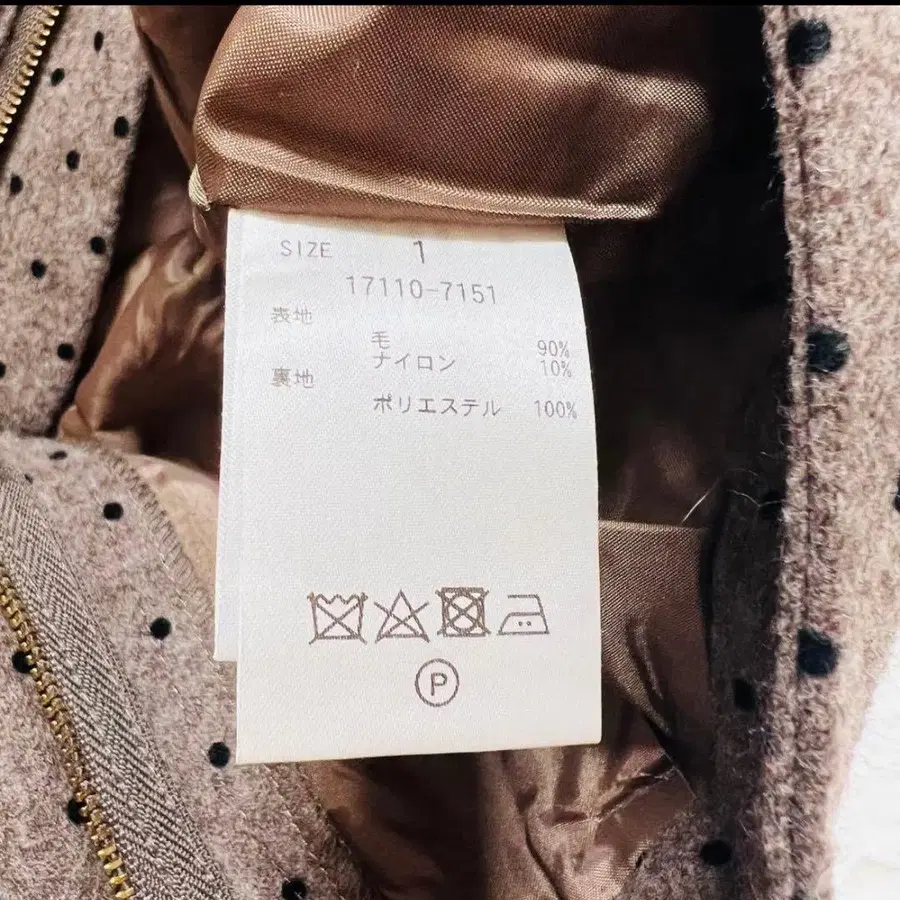 SIZE 1
17110-7151
表地
毛 90%
ナイロン 10%
裏地
ポリエステル 100%
P